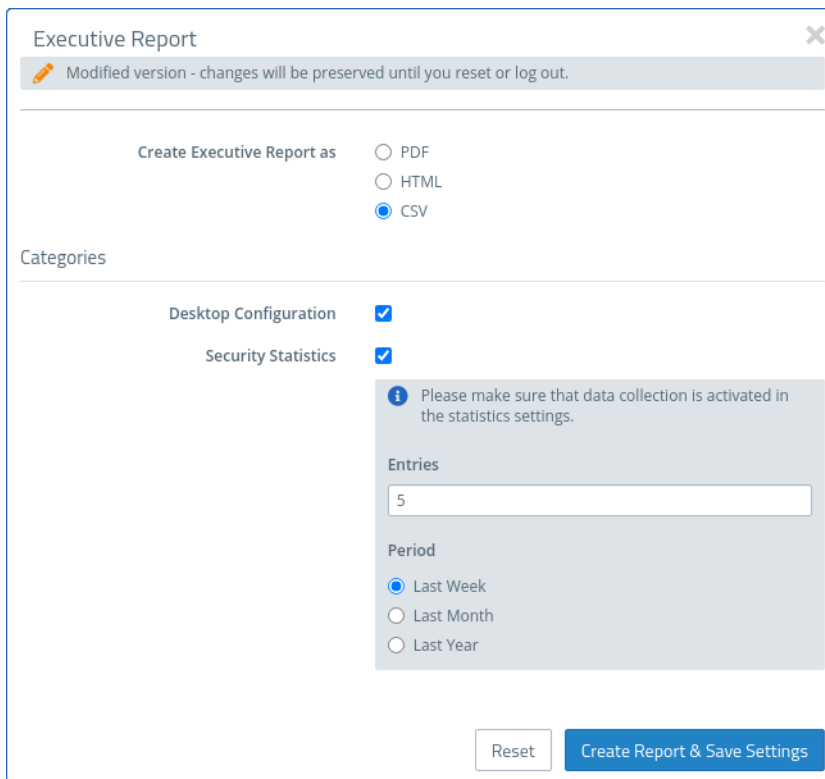 Executive Report
Modified version - changes will be preserved until you reset or log out.
Create Executive Report as
PDF
HTML
CSV
Categories
Desktop Configuration
Security Statistics
Please make sure that data collection is activated in
the statistics settings.
Entries
5
Period
Last Week
Last Month
Last Year
Reset
Create Report & Save Settings